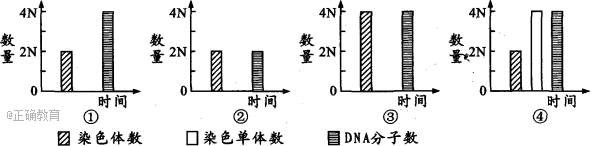 4N 4N 4N 4N
数量 2N 数量 2N 数量 2N 数量 2N
0 0 0 0
时间 时间 时间 时间
@正确教育 ① ② ③ ④
染色体数 染色单体数 DNA分子数